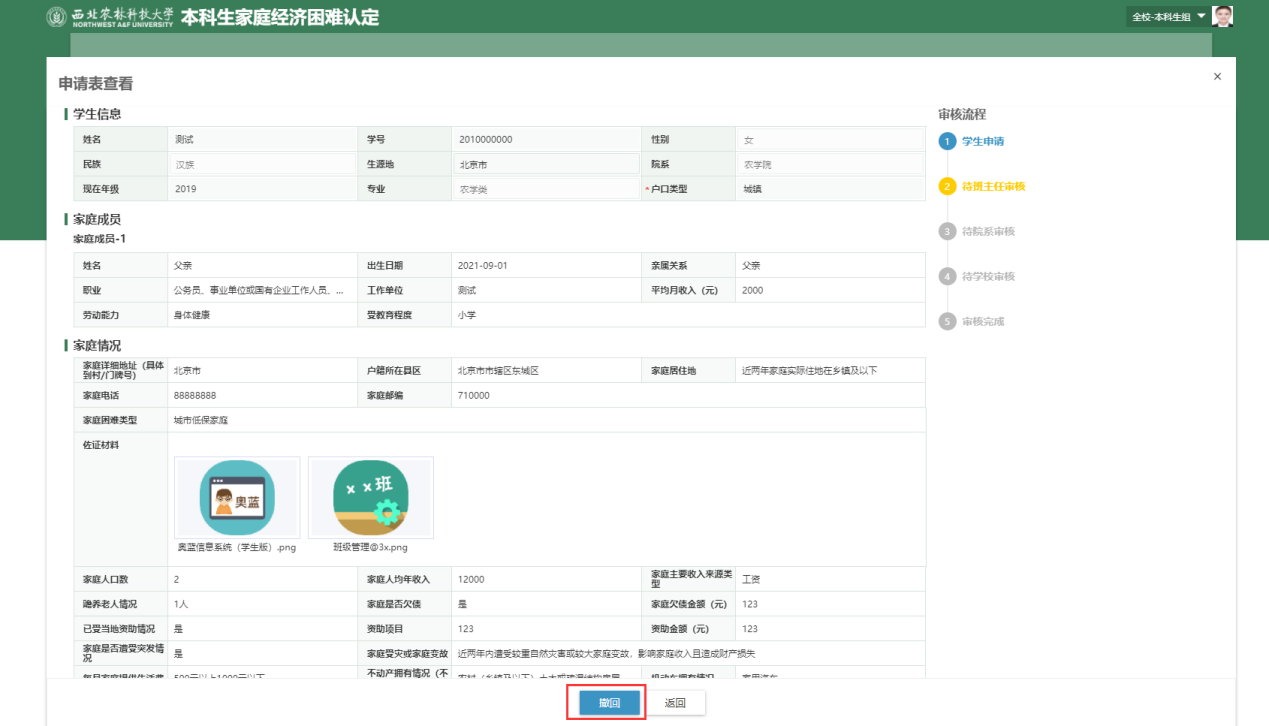 西北农林科技大学 本科生家庭经济困难认定 全校-本科生组
NORTHWEST A&F UNIVERSITY
申请表查看 ×
学生信息
姓名 测试 学号 2010000000 性别 女
民族 汉族 生源地 北京市 院系 农学院
现在年级 2019 专业 农学类 *户口类型 城镇
家庭成员
家庭成员-1
姓名 父亲 出生日期 2021-09-01 亲属关系 父亲
职业 公务员、事业单位或国有企业工作人员、... 工作单位 测试 平均月收入(元) 2000
劳动能力 身体健康 受教育程度 小学
家庭情况
家庭详细地址(具体到村/门牌号) 北京市 户籍所在县区 北京市市辖区东城区 家庭居住地 近两年家庭实际住地在乡镇及以下
家庭电话 88888888 家庭邮编 710000
家庭困难类型 城市低保家庭
佐证材料
奥蓝
x x 班
奥蓝信息系统(学生版).png 班级管理@3x.png
家庭人口数 2 家庭人均年收入 12000 家庭主要收入来源类型 工资
赡养老人情况 1人 家庭是否欠债 是 家庭欠债金额(元) 123
已受当地资助情况 是 资助项目 123 资助金额(元) 123
家庭是否遭受突发情况 是 家庭受灾或家庭变故 近两年内遭受较重自然灾害或较大家庭变故,影响家庭收入且造成财产损失
不动产拥有情况(不
审核流程
1 学生申请
2 待班主任审核
3 待院系审核
4 待学校审核
5 审核完成
撤回 返回